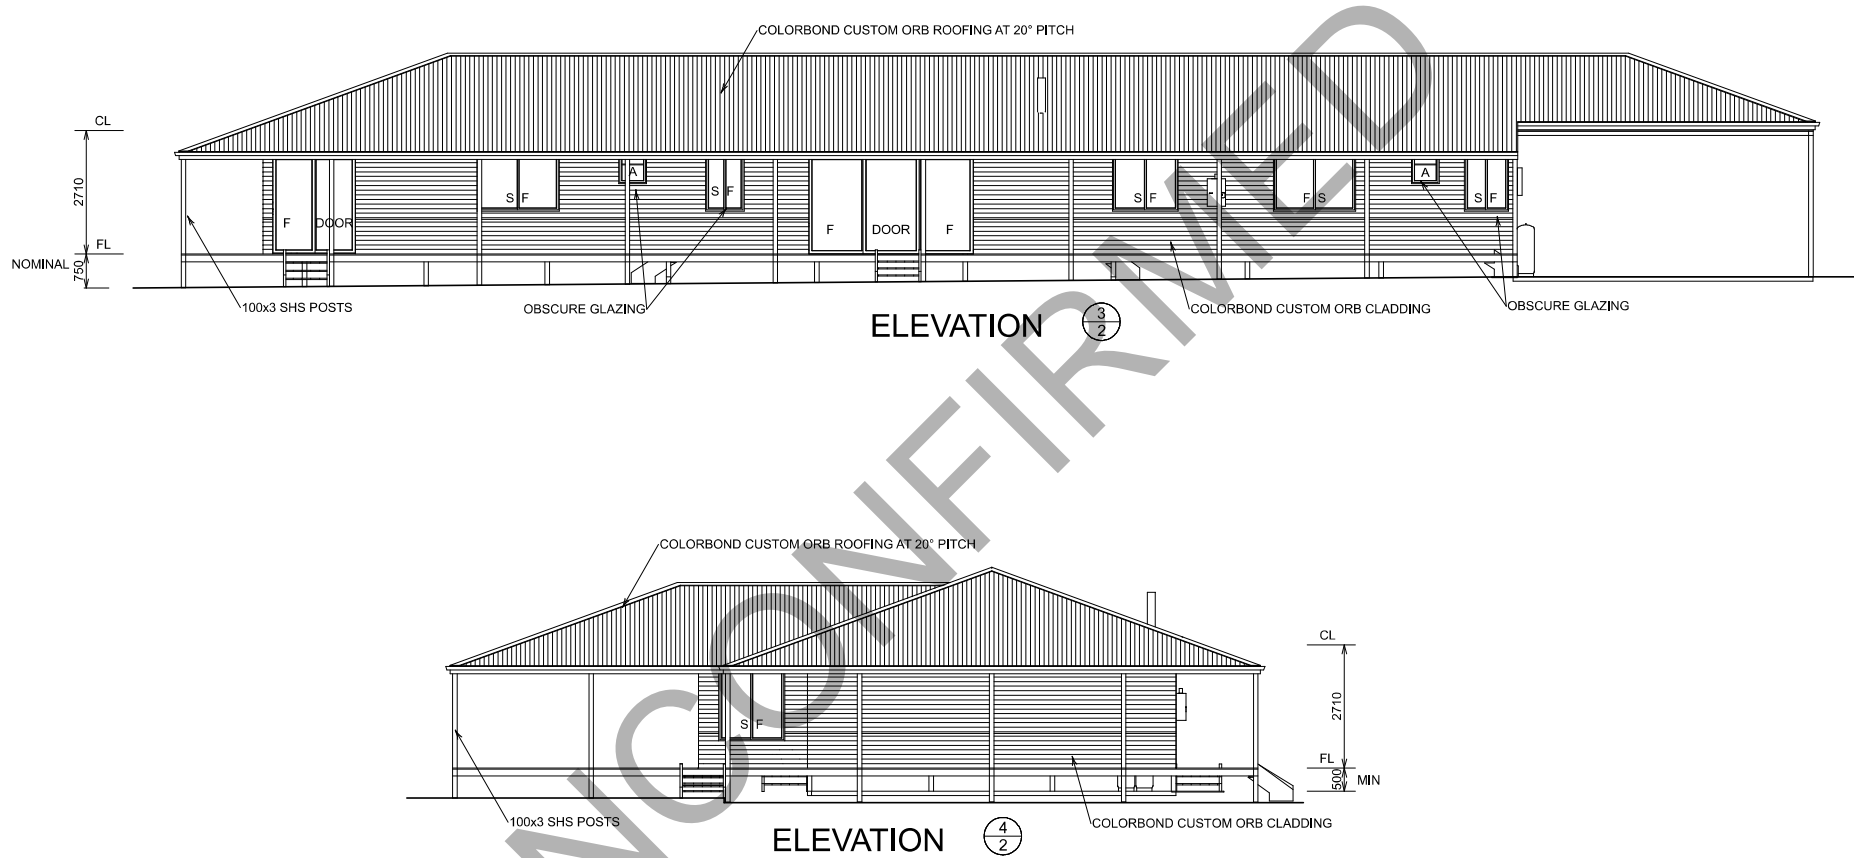 COLORBOND CUSTOM ORB ROOFING AT 20° PITCH
CL
2710
FL
NOMINAL 750
F DOOR
S F
A
S F
F DOOR F
S F
F S
A
S F
100x3 SHS POSTS
OBSCURE GLAZING
COLORBOND CUSTOM ORB CLADDING
OBSCURE GLAZING
ELEVATION 3
2
COLORBOND CUSTOM ORB ROOFING AT 20° PITCH
CL
2710
FL
500 MIN
S F
100x3 SHS POSTS
COLORBOND CUSTOM ORB CLADDING
ELEVATION 4
2
NCONFIRMED